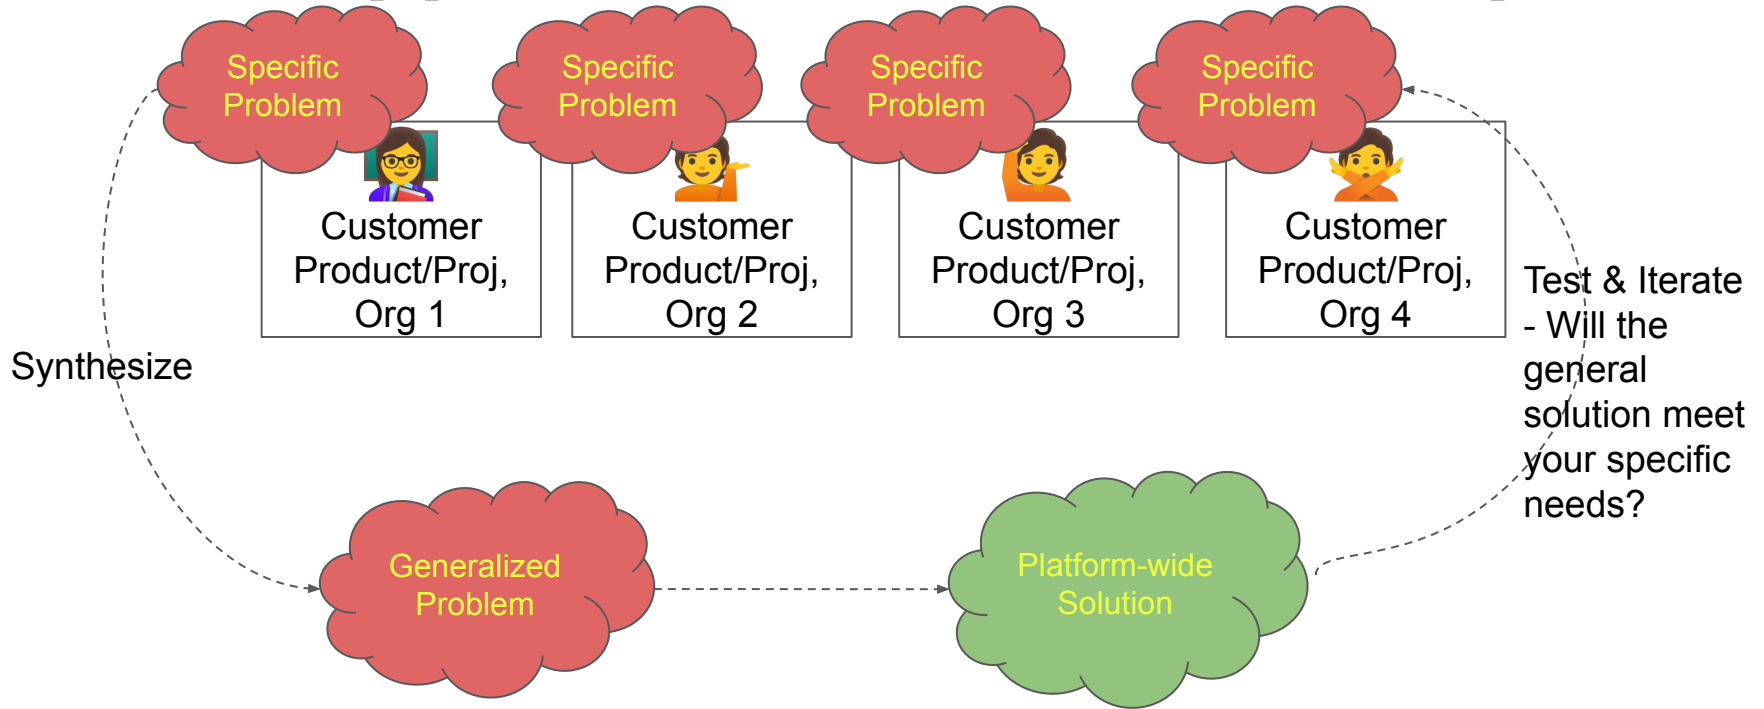 Specific
Problem
Specific
Problem
Specific
Problem
Specific
Problem
Customer
Product/Proj,
Org 1
Customer
Product/Proj,
Org 2
Customer
Product/Proj,
Org 3
Customer
Product/Proj,
Org 4
Synthesize
Test & Iterate
- Will the
general
solution meet
your specific
needs?
Generalized
Problem
Platform-wide
Solution